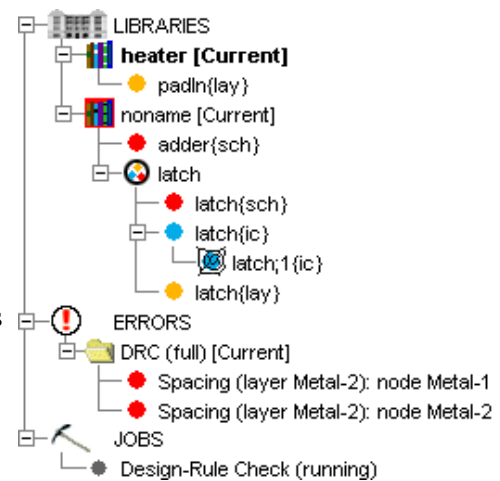 LIBRARIES
heater [Current]
padIn{lay}
noname [Current]
adder{sch}
latch
latch{sch}
latch{ic}
latch;1{ic}
latch{lay}
ERRORS
DRC (full) [Current]
Spacing (layer Metal-2): node Metal-1
Spacing (layer Metal-2): node Metal-2
JOBS
Design-Rule Check (running)